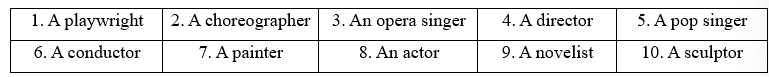 1. A playwright 2. A choreographer 3. An opera singer 4. A director 5. A pop singer
6. A conductor 7. A painter 8. An actor 9. A novelist 10. A sculptor